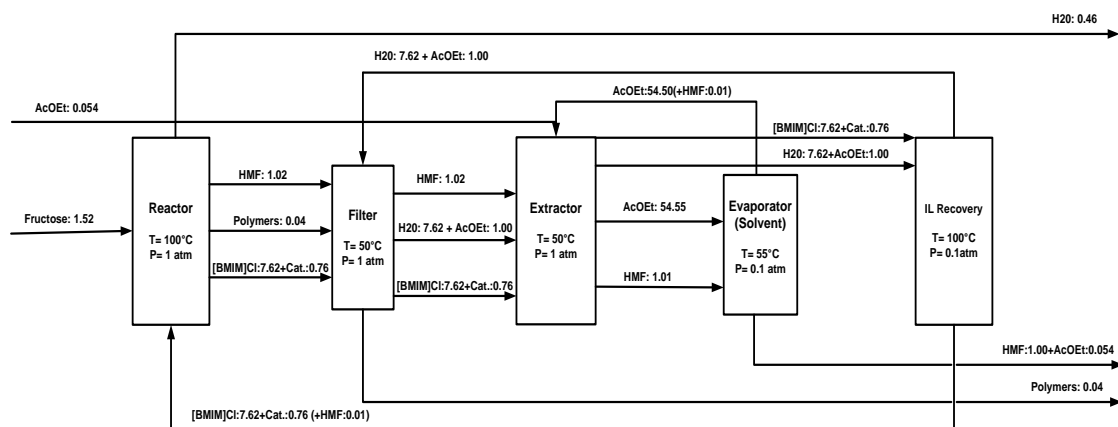 H20: 0.46
H20: 7.62 + AcOEt: 1.00
AcOEt:54.50(+HMF:0.01)
AcOEt: 0.054
[BMIM]Cl:7.62+Cat.:0.76
H20: 7.62+AcOEt:1.00
HMF: 1.02
HMF: 1.02
Reactor
T= 100°C
P= 1 atm
Filter
T= 50°C
P= 1 atm
Extractor
T= 50°C
P= 1 atm
Evaporator
(Solvent)
T= 55°C
P= 0.1 atm
IL Recovery
T= 100°C
P= 0.1atm
Fructose: 1.52
Polymers: 0.04
H20: 7.62 + AcOEt: 1.00
AcOEt: 54.55
[BMIM]Cl:7.62+Cat.:0.76
[BMIM]Cl:7.62+Cat.:0.76
HMF: 1.01
HMF:1.00+AcOEt:0.054
Polymers: 0.04
[BMIM]Cl:7.62+Cat.:0.76 (+HMF:0.01)